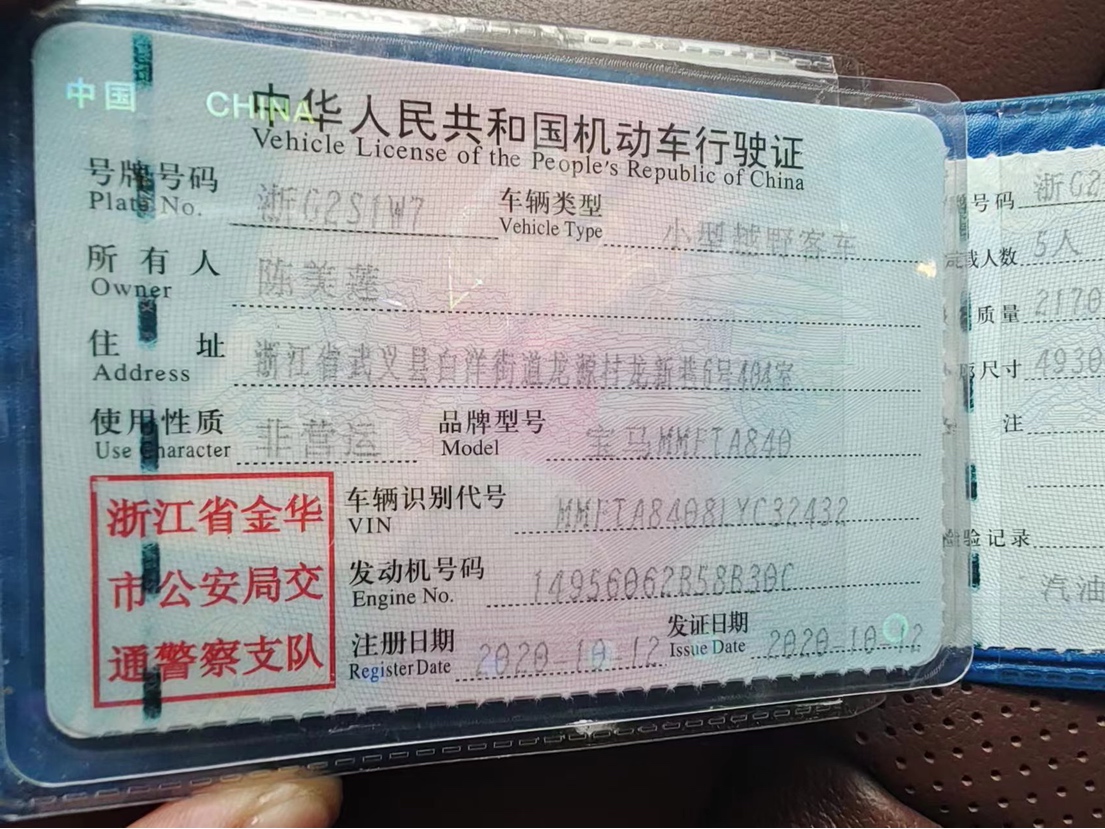 中国 CHINA
中华人民共和国机动车行驶证
Vehicle License of the People's Republic of China
号牌号码 浙G2S1W7 车辆类型 小型越野客车
Plate No. Vehicle Type
所有人 陈美莲
Owner
住址 浙江省武义县白洋街道龙源村龙新巷6号404室
Address
使用性质 非营运 品牌型号 宝马MMFTA840
Use Character Model
浙江省金华
市公安局交
通警察支队
车辆识别代号 MMFTA8408LYC32432
VIN
发动机号码 14956062B58B30C
Engine No.
注册日期 2020-10-12 发证日期 2020-10-12
Register Date Issue Date
号码 浙G2
载人数 5人
质量 2170
尺寸 4930
注
检验记录
汽油